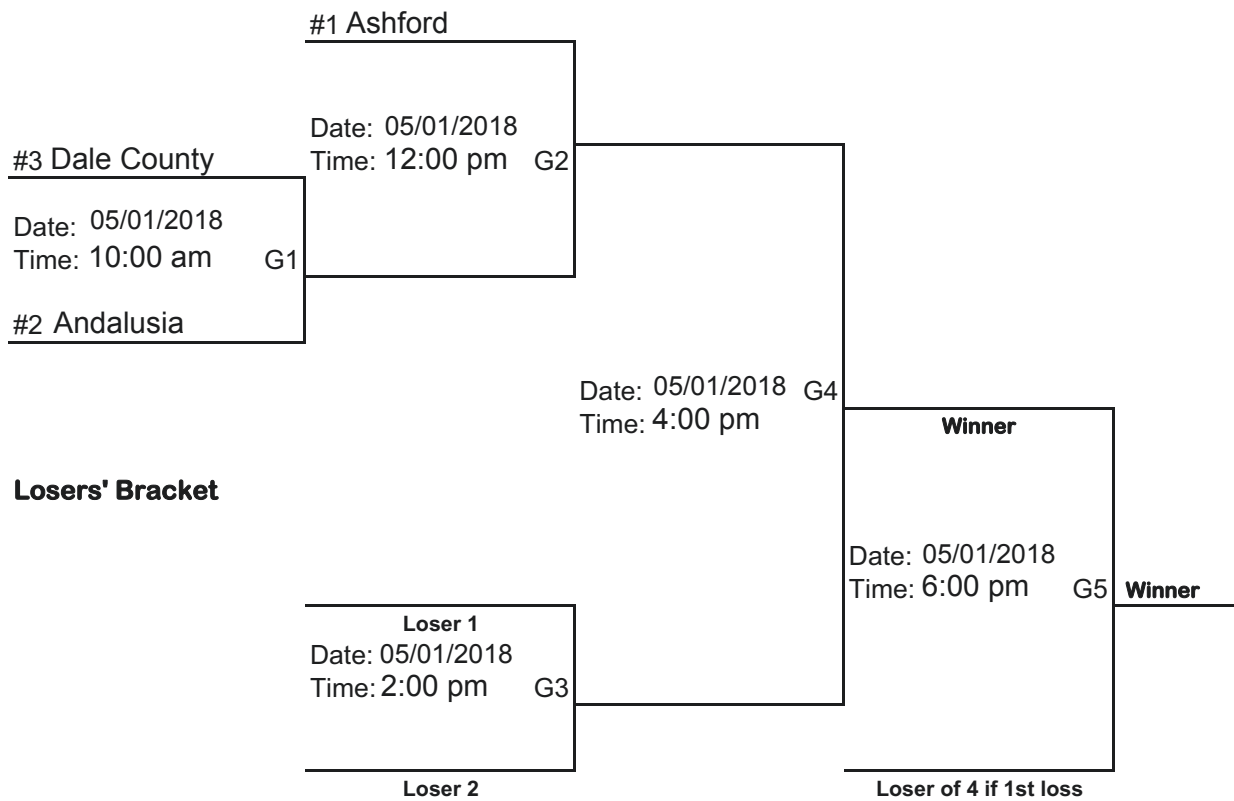 #1 Ashford
Date: 05/01/2018
Time: 12:00 pm G2
#3 Dale County
Date: 05/01/2018
Time: 10:00 am G1
#2 Andalusia
Date: 05/01/2018 G4
Time: 4:00 pm
Winner
Losers' Bracket
Date: 05/01/2018
Time: 6:00 pm G5 Winner
Loser 1
Date: 05/01/2018
Time: 2:00 pm G3
Loser 2
Loser of 4 if 1st loss